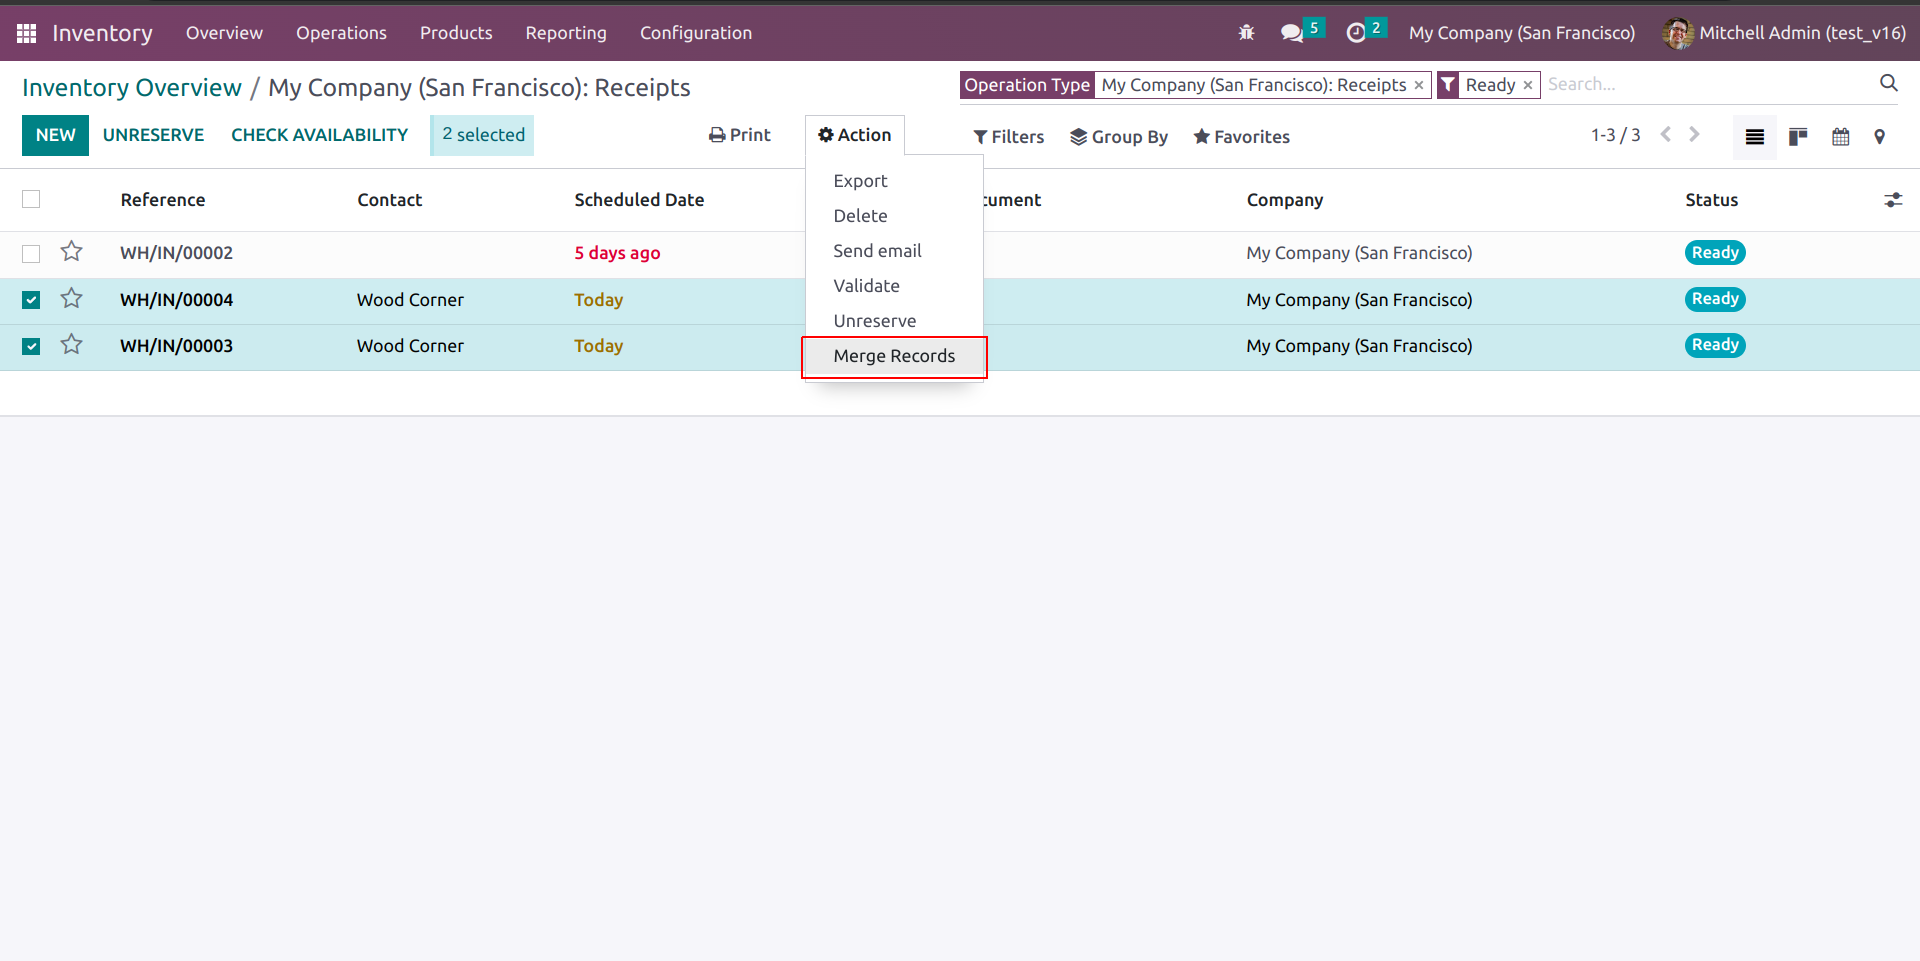 Inventory Overview Operations Products Reporting Configuration 5 2 My Company (San Francisco) Mitchell Admin (test_v16)
Inventory Overview / My Company (San Francisco): Receipts
Operation Type My Company (San Francisco): Receipts × Ready × Search...
NEW UNRESERVE CHECK AVAILABILITY 2 selected Print Action Filters Group By Favorites 1-3 / 3
Export
Delete
Send email
Validate
Unreserve
Merge Records
Reference Contact Scheduled Date cument Company Status
WH/IN/00002 5 days ago My Company (San Francisco) Ready
WH/IN/00004 Wood Corner Today My Company (San Francisco) Ready
WH/IN/00003 Wood Corner Today My Company (San Francisco) Ready